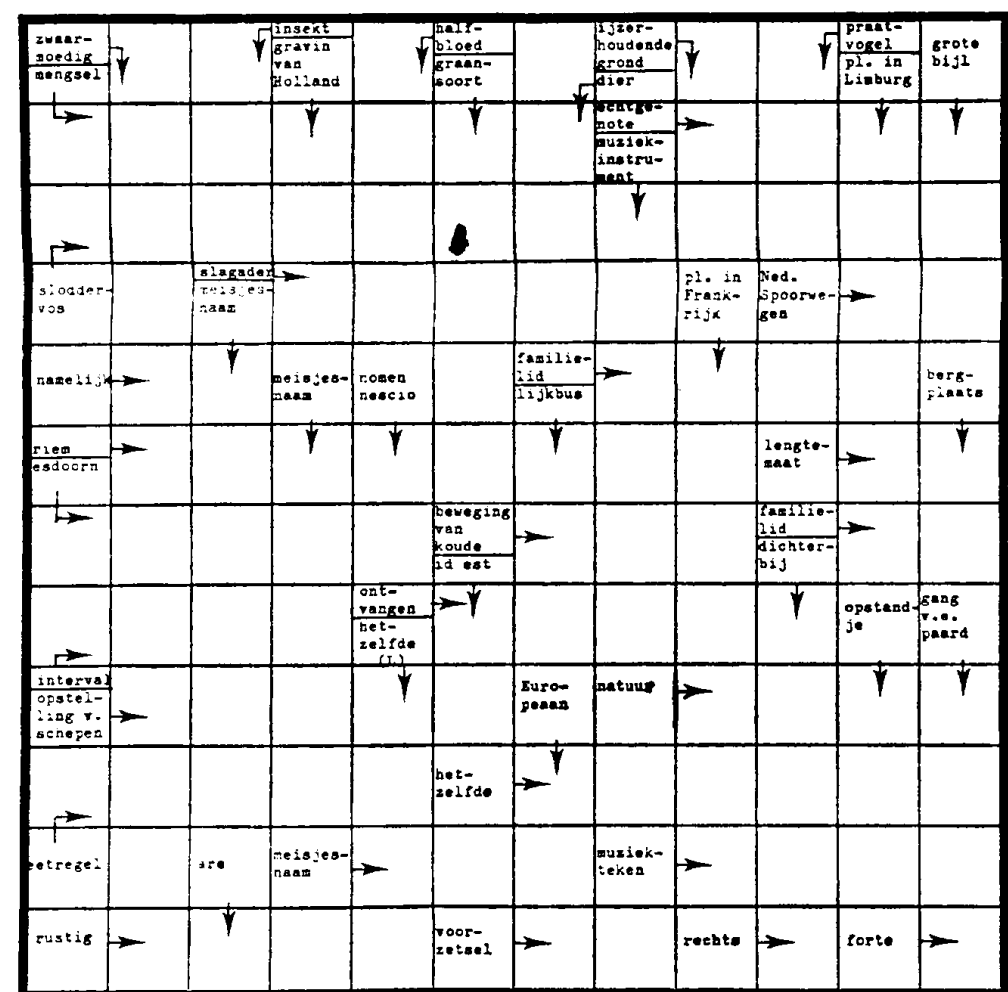 zwaar-
moedig
mengsel
insekt
gravin
van
Holland
half-
bloed
graan-
soort
ijzer-
houdende
grond
dier
praat-
vogel
pl. in
Limburg
grote
bijl
echtge-
note
muziek-
instru-
ment
slodder-
vos
slagader
meisjes-
naam
pl. in
Frank-
rijk
Ned.
Spoorwe-
gen
namelijk
meisjes-
naam
nomen
nescio
familie-
lid
lijkbus
berg-
plaats
riem
esdoorn
lengte-
maat
beweging
van
koude
id est
familie-
lid
dichter-
bij
ont-
vangen
het-
zelfde
(L)
opstand-
je
gang
v.e.
paard
interval
opstel-
ling v.
schepen
Euro-
peaan
natuur
het-
zelfde
eetregel
are
meisjes-
naam
muziek-
teken
rustig
voor-
zetsel
rechts
forte